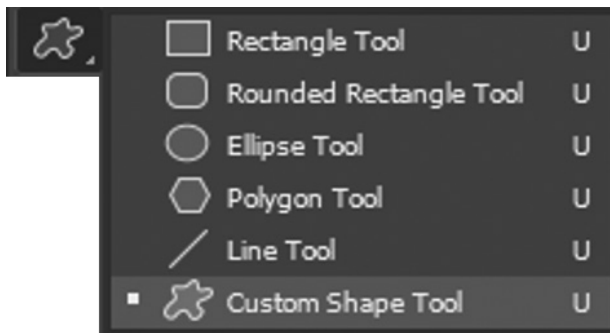 Rectangle Tool U
Rounded Rectangle Tool U
Ellipse Tool U
Polygon Tool U
Line Tool U
Custom Shape Tool U